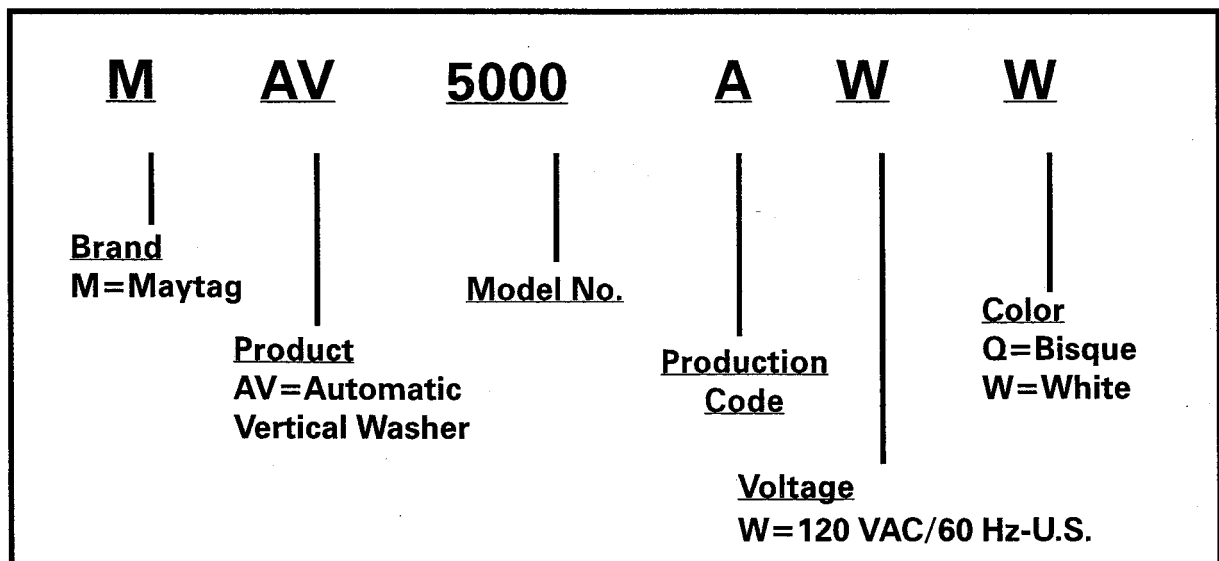 M AV 5000 A W W
Brand
M=Maytag
Product
AV=Automatic
Vertical Washer
Model No.
Production
Code
Voltage
W=120 VAC/60 Hz-U.S.
Color
Q=Bisque
W=White